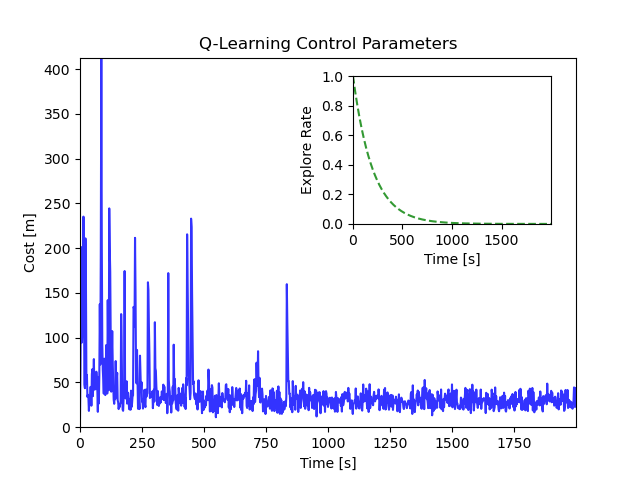 Q-Learning Control Parameters
Cost [m]
400
350
300
250
200
150
100
50
0
0 250 500 750 1000 1250 1500 1750
Time [s]
Explore Rate
1.0
0.8
0.6
0.4
0.2
0.0
0 500 1000 1500
Time [s]